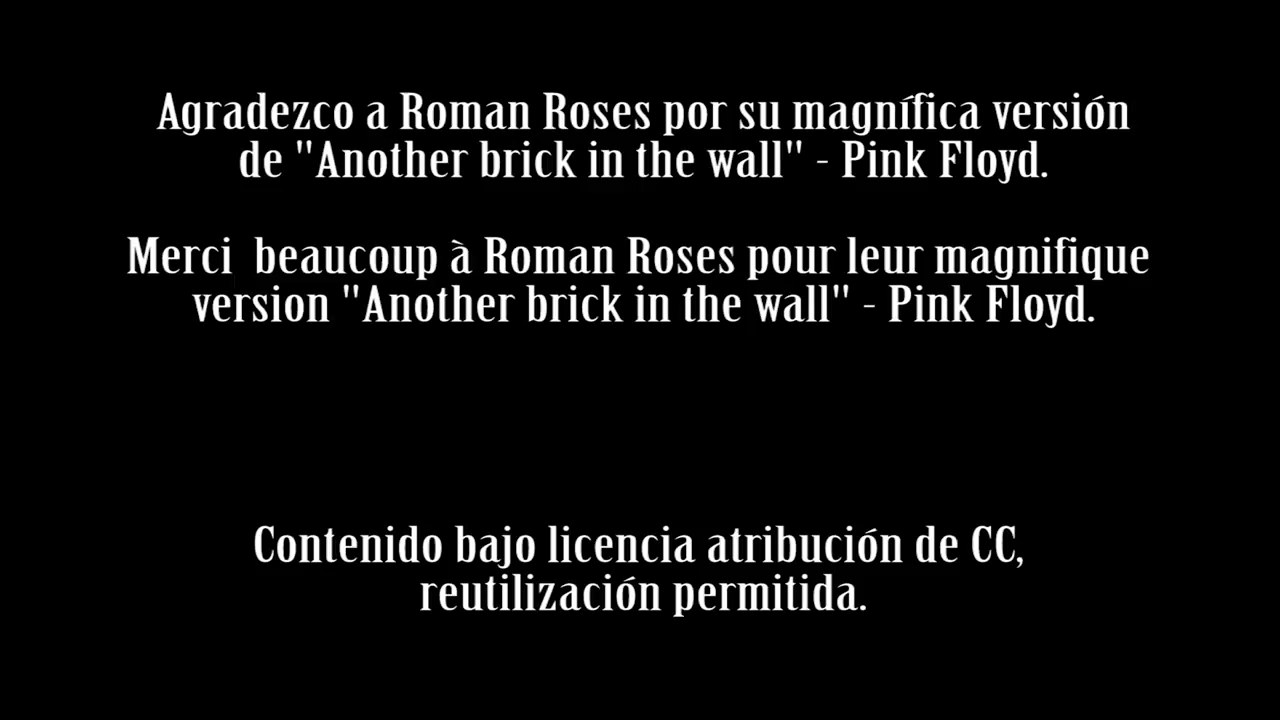 Agradezco a Roman Roses por su magnífica versión
de "Another brick in the wall" - Pink Floyd.
Merci beaucoup à Roman Roses pour leur magnifique
version "Another brick in the wall" - Pink Floyd.
Contenido bajo licencia atribución de CC,
reutilización permitida.